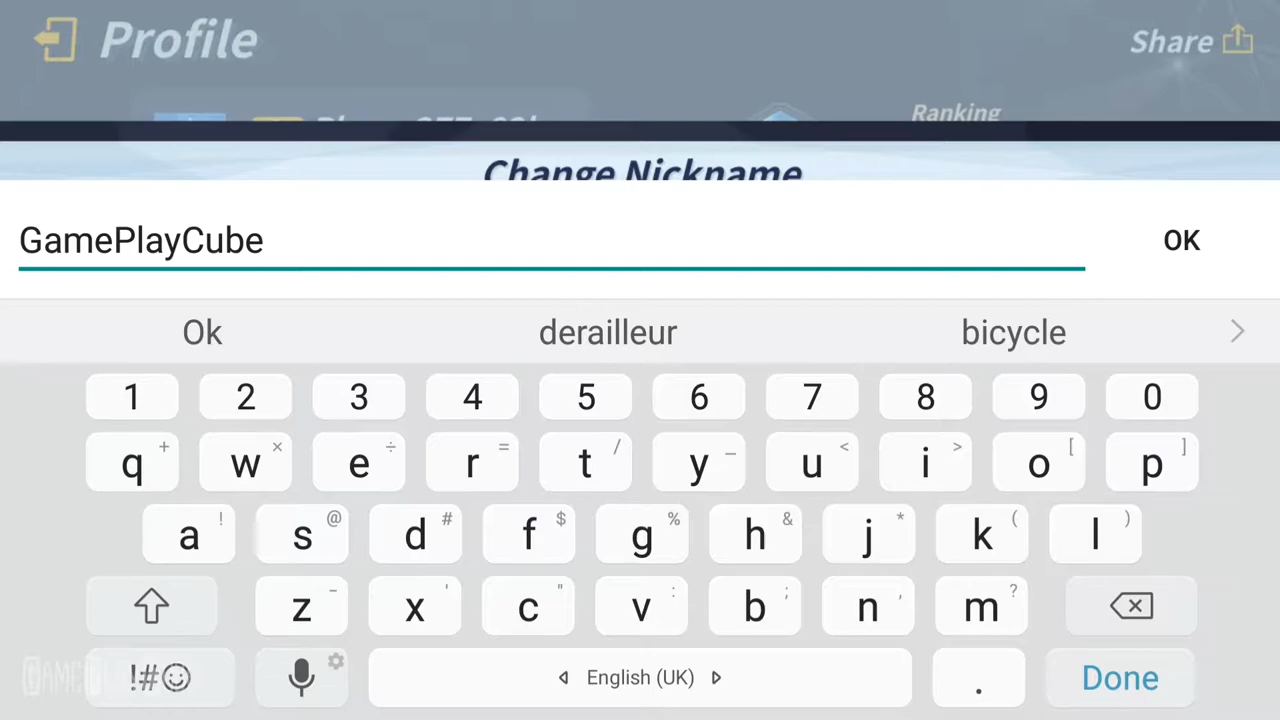 Profile
Share
Ranking
Change Nickname
GamePlayCube
OK
Ok derailleur bicycle
1 2 3 4 5 6 7 8 9 0
q + w × e ÷ r = t / y _ u < i > o [ p ]
a ! s @ d # f $ g % h & j * k ( l )
z - x ' c " v : b ; n , m ?
!#☺ English (UK) . Done